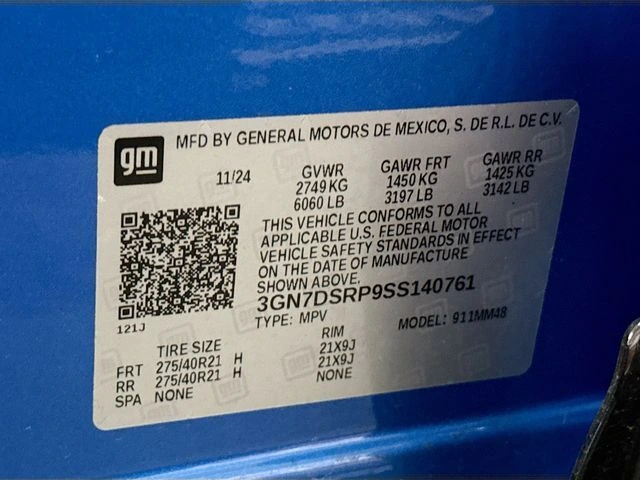 gm
MFD BY GENERAL MOTORS DE MEXICO, S. DE R.L. DE C.V.
11/24 GVWR GAWR FRT GAWR RR
2749 KG 1450 KG 1425 KG
6060 LB 3197 LB 3142 LB
THIS VEHICLE CONFORMS TO ALL
APPLICABLE U.S. FEDERAL MOTOR
VEHICLE SAFETY STANDARDS IN EFFECT
ON THE DATE OF MANUFACTURE
SHOWN ABOVE.
3GN7DSRP9SS140761
121J
TYPE: MPV MODEL: 911MM48
TIRE SIZE RIM
FRT 275/40R21 H 21X9J
RR 275/40R21 H 21X9J
SPA NONE NONE